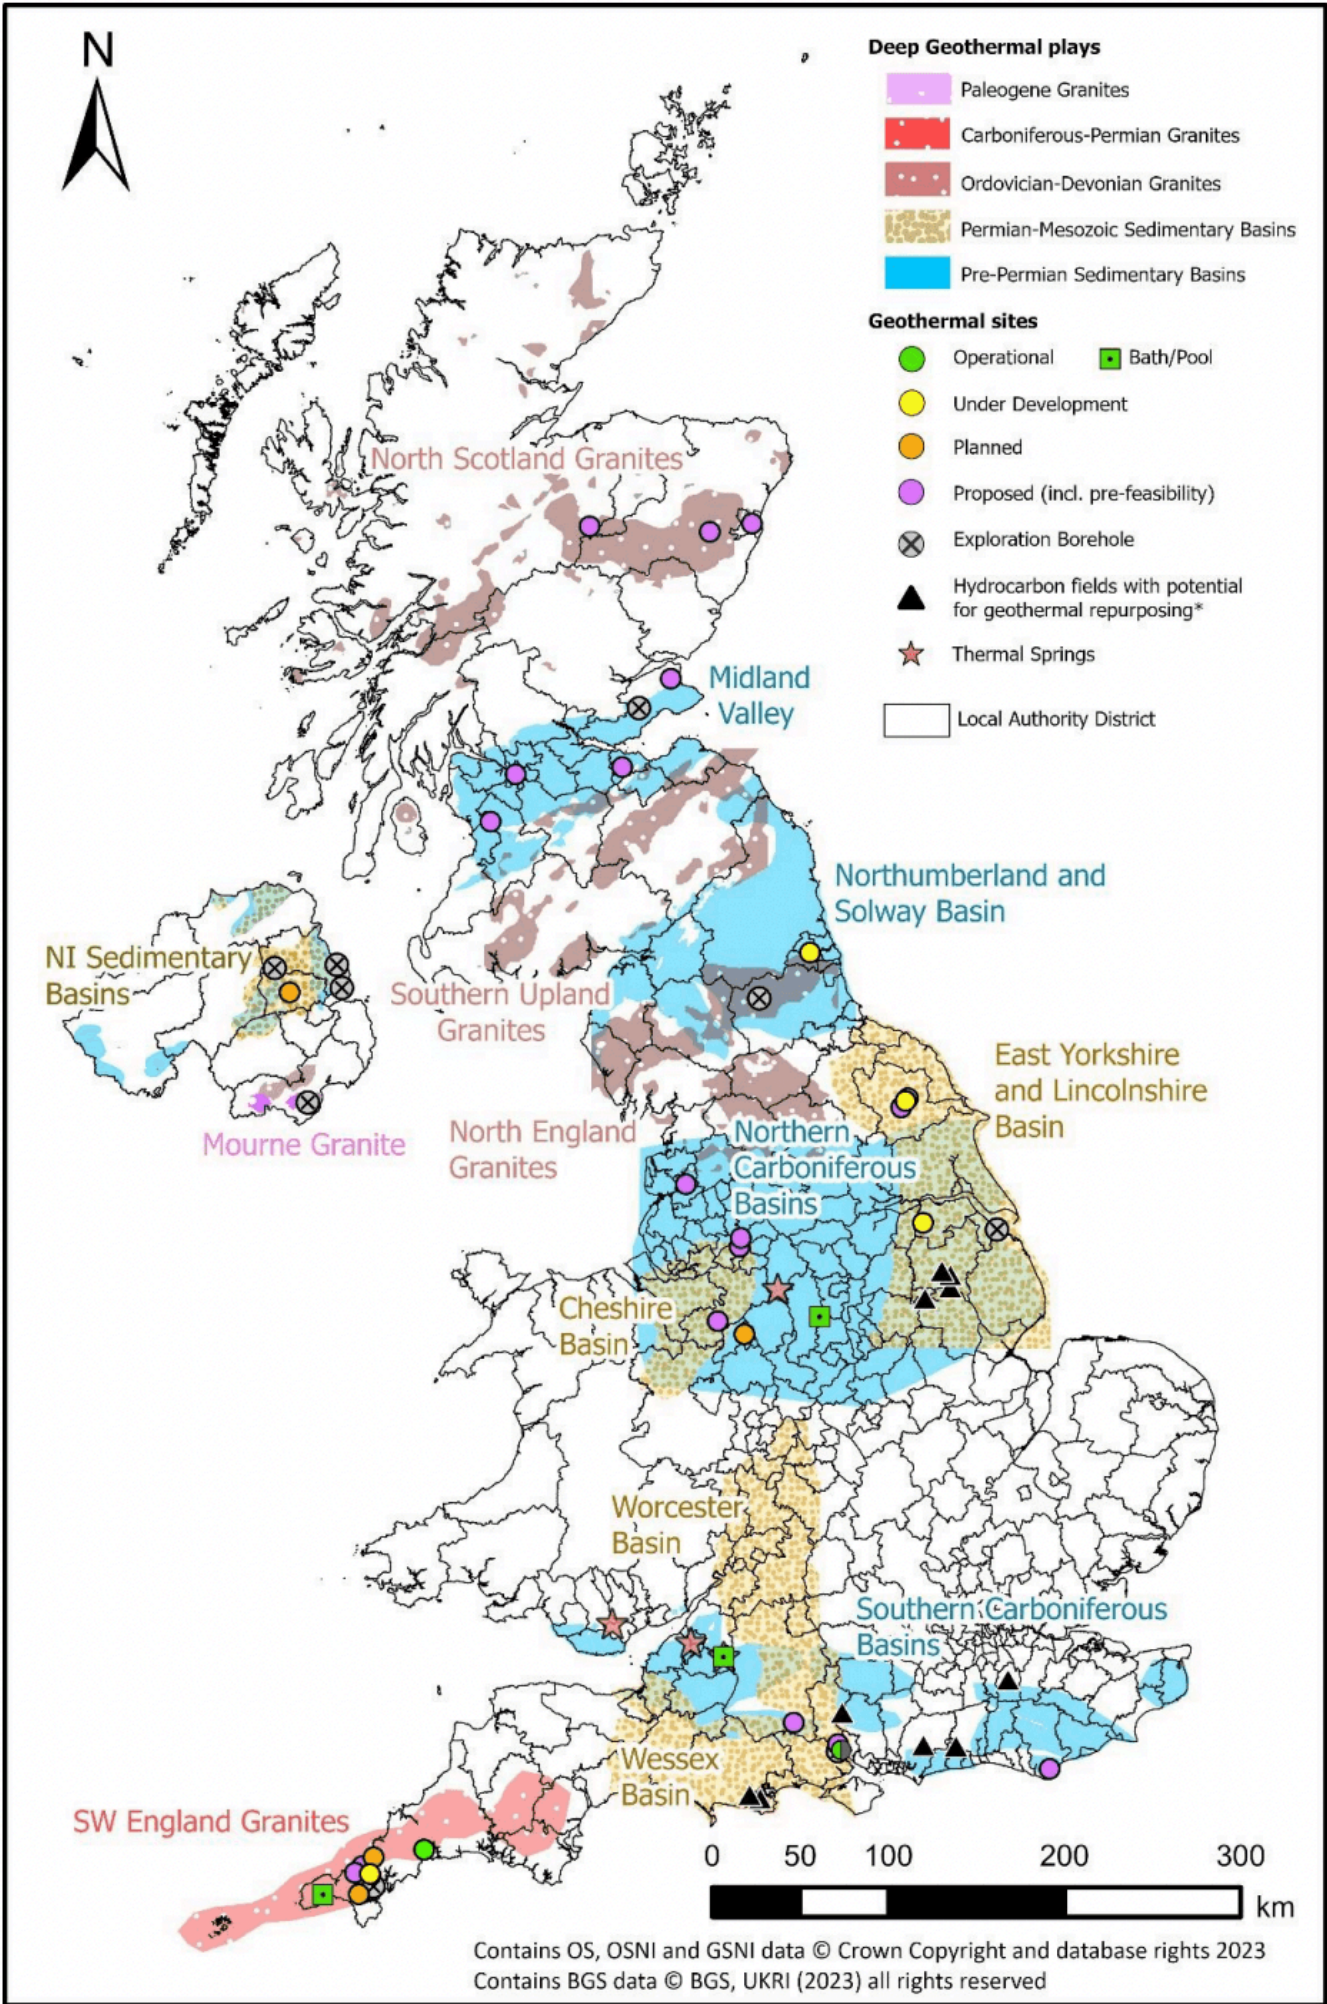 N
Deep Geothermal plays
Paleogene Granites
Carboniferous-Permian Granites
Ordovician-Devonian Granites
Permian-Mesozoic Sedimentary Basins
Pre-Permian Sedimentary Basins
Geothermal sites
Operational
Bath/Pool
Under Development
Planned
Proposed (incl. pre-feasibility)
Exploration Borehole
Hydrocarbon fields with potential
for geothermal repurposing*
Thermal Springs
Local Authority District
North Scotland Granites
Midland
Valley
Northumberland and
Solway Basin
NI Sedimentary
Basins
Southern Upland
Granites
East Yorkshire
and Lincolnshire
Basin
Mourne Granite
North England
Granites
Northern
Carboniferous
Basins
Cheshire
Basin
Worcester
Basin
Southern Carboniferous
Basins
Wessex
Basin
SW England Granites
0 50 100 200 300
km
Contains OS, OSNI and GSNI data © Crown Copyright and database rights 2023
Contains BGS data © BGS, UKRI (2023) all rights reserved